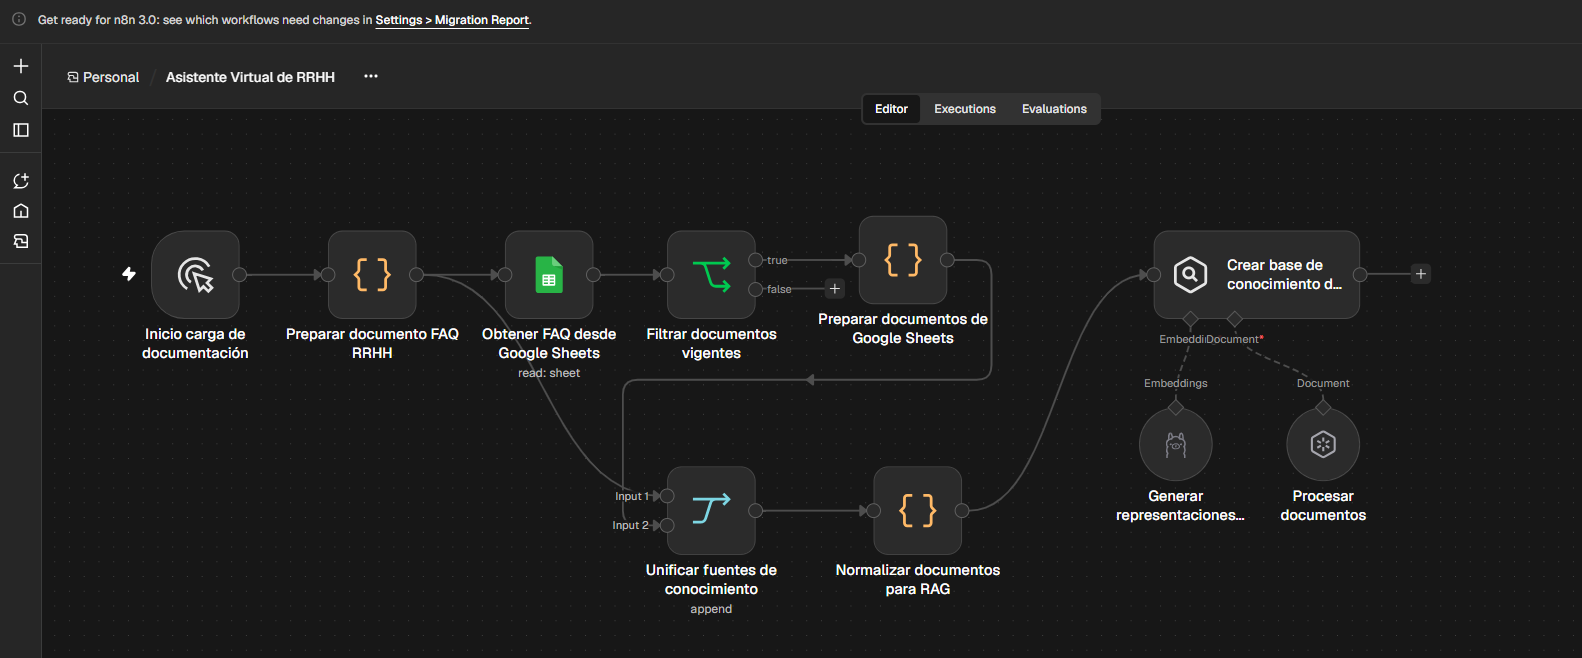 Get ready for n8n 3.0: see which workflows need changes in Settings > Migration Report.
Personal / Asistente Virtual de RRHH
Editor Executions Evaluations
Inicio carga de
documentación
Preparar documento FAQ
RRHH
Obtener FAQ desde
Google Sheets
read: sheet
Filtrar documentos
vigentes
true
false
Preparar documentos de
Google Sheets
Crear base de
conocimiento d...
Document*
Embeddings
Document
Generar
representaciones...
Procesar
documentos
Input 1
Input 2
Unificar fuentes de
conocimiento
append
Normalizar documentos
para RAG